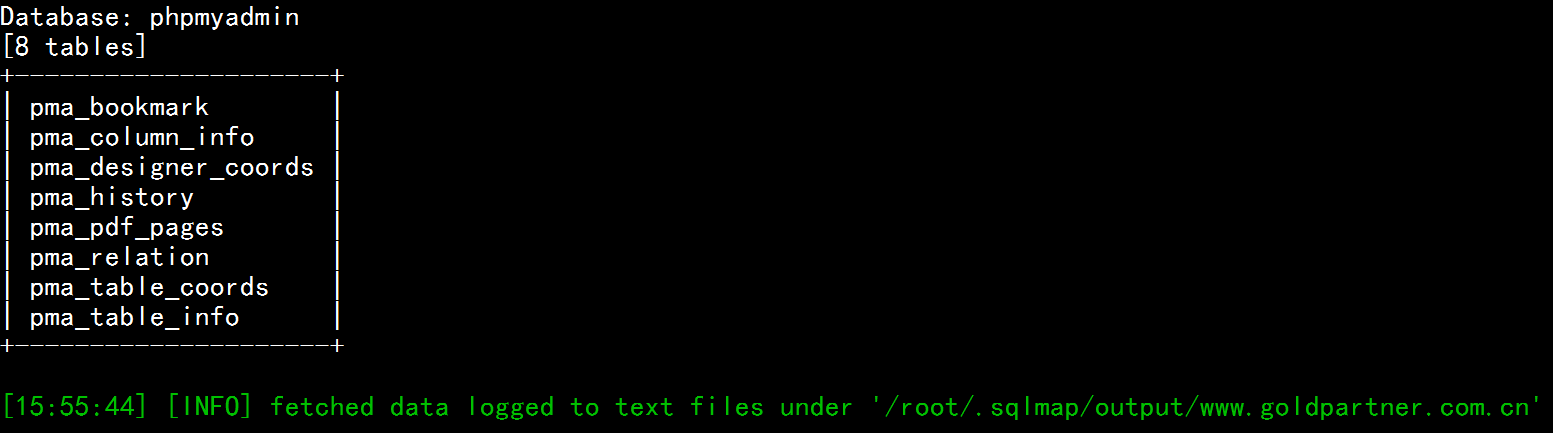 Database: phpmyadmin
[8 tables]
+---------------------+
| pma_bookmark        |
| pma_column_info     |
| pma_designer_coords |
| pma_history         |
| pma_pdf_pages       |
| pma_relation        |
| pma_table_coords    |
| pma_table_info      |
+---------------------+
[15:55:44] [INFO] fetched data logged to text files under '/root/.sqlmap/output/www.goldpartner.com.cn'